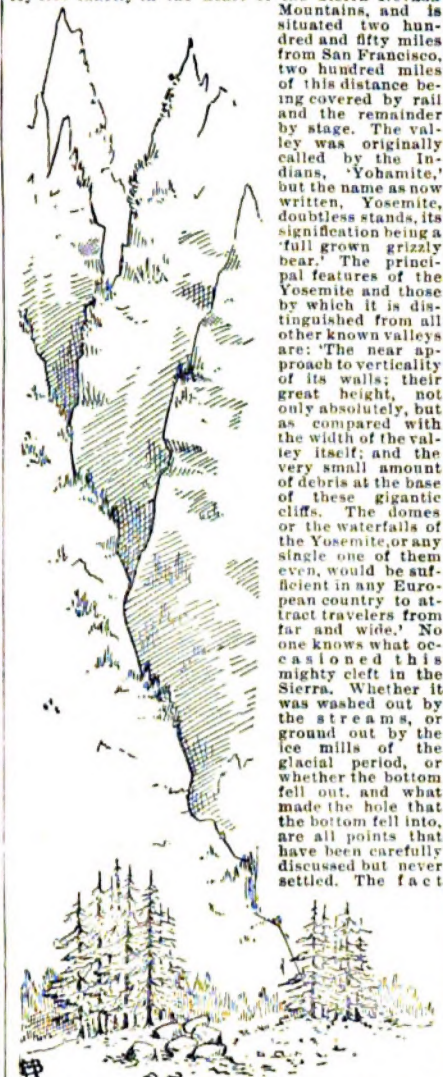 Mountains, and is
situated two hun-
dred and fifty miles
from San Francisco,
two hundred miles
of this distance be-
ing covered by rail
and the remainder
by stage. The val-
ley was originally
called by the In-
dians, 'Yohamite,'
but the name as now
written, Yosemite,
doubtless stands, its
signification being a
'full grown grizzly
bear.' The princi-
pal features of the
Yosemite and those
by which it is dis-
tinguished from all
other known valleys
are: 'The near ap-
proach to verticality
of its walls; their
great height, not
only absolutely, but
as compared with
the width of the val-
ley itself; and the
very small amount
of debris at the base
of these gigantic
cliffs. The domes
or the waterfalls of
the Yosemite, or any
single one of them
even, would be suf-
ficient in any Euro-
pean country to at-
tract travelers from
far and wide.' No
one knows what oc-
casioned this
mighty cleft in the
Sierra. Whether it
was washed out by
the streams, or
ground out by the
ice mills of the
glacial period, or
whether the bottom
fell out, and what
made the hole that
the bottom fell into,
are all points that
have been carefully
discussed but never
settled. The fact